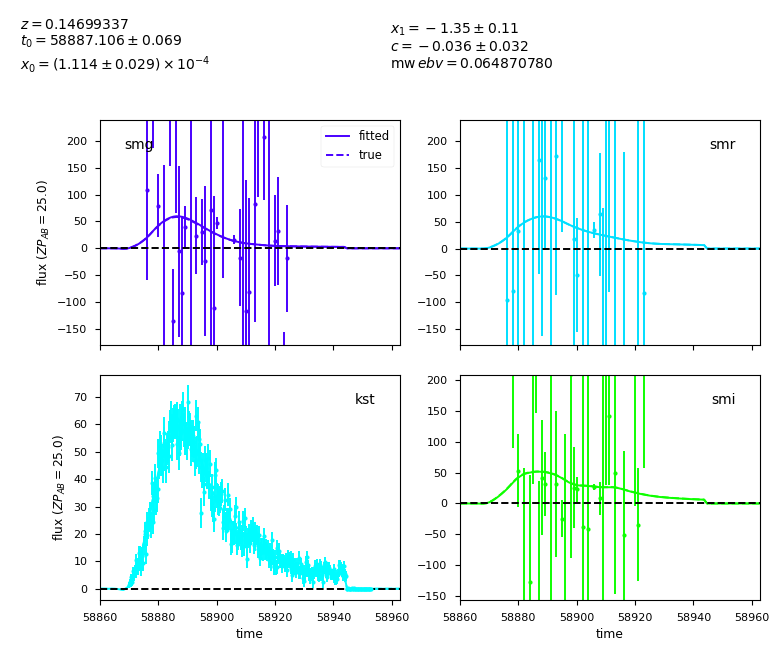 z = 0.14699337
t₀ = 58887.106 ± 0.069
x₀ = (1.114 ± 0.029) × 10⁻⁴
x₁ = −1.35 ± 0.11
c = −0.036 ± 0.032
mw ebv = 0.064870780
smg
fitted
true
200
150
100
50
0
−50
−100
−150
flux (ZP_AB = 25.0)
smr
200
150
100
50
0
−50
−100
−150
kst
70
60
50
40
30
20
10
0
flux (ZP_AB = 25.0)
58860 58880 58900 58920 58940 58960
time
smi
200
150
100
50
0
−50
−100
−150
58860 58880 58900 58920 58940 58960
time